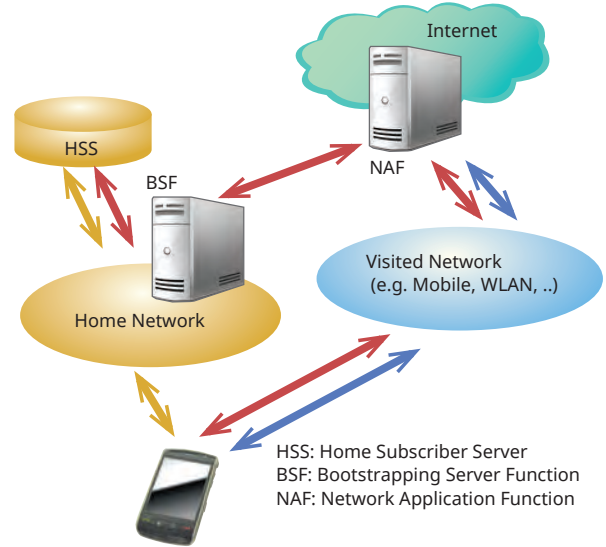 Internet
HSS
BSF
NAF
Visited Network
(e.g. Mobile, WLAN, ..)
Home Network
HSS: Home Subscriber Server
BSF: Bootstrapping Server Function
NAF: Network Application Function